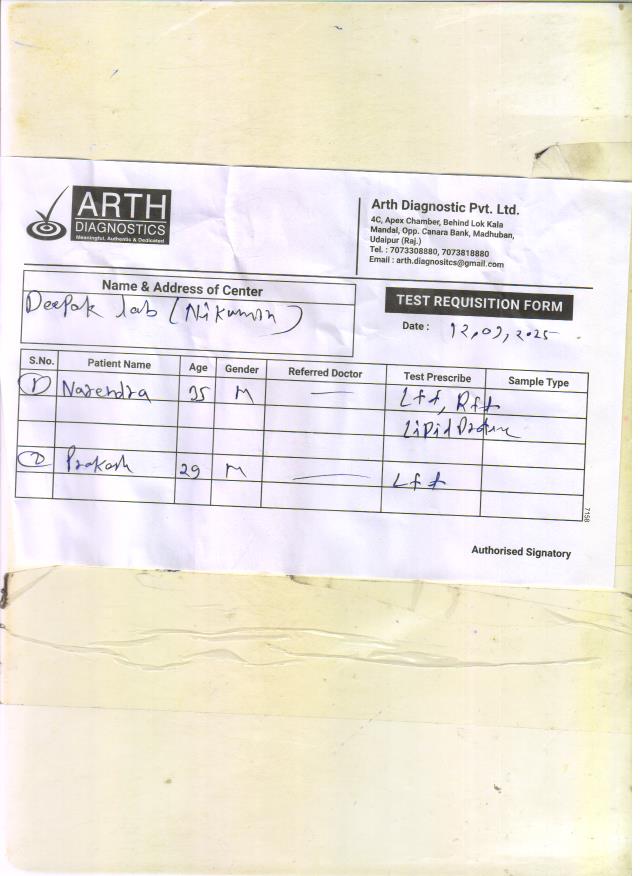 ARTH
DIAGNOSTICS
Meaningful, Authentic & Dedicated
Arth Diagnostic Pvt. Ltd.
4C, Apex Chamber, Behind Lok Kala
Mandal, Opp. Canara Bank, Madhuban,
Udaipur (Raj.)
Tel. : 7073308880, 7073818880
Email : arth.diagnositcs@gmail.com
Name & Address of Center
Deepak lab (Nikumh)
TEST REQUISITION FORM
Date : 12,09,2025
S.No. Patient Name Age Gender Referred Doctor Test Prescribe Sample Type
1 Narendra 35 M — Lft, Rft
Lipid Profile
2 Prakash 29 M — Lft
7158
Authorised Signatory